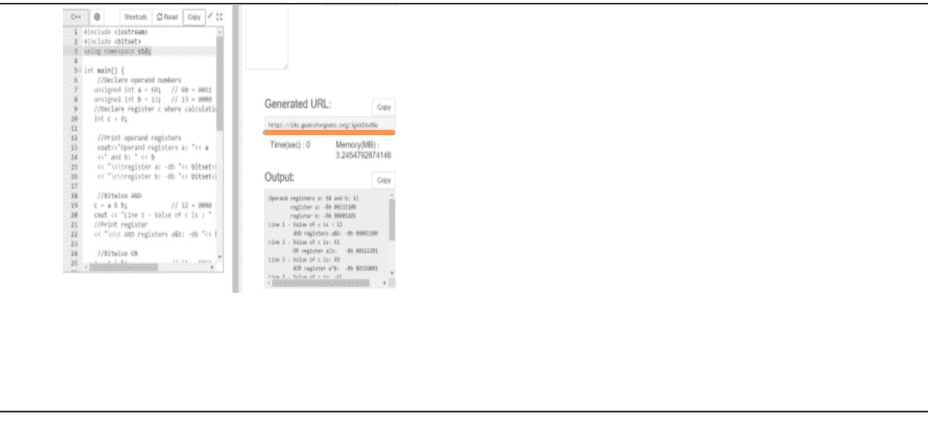 C++ Shortcuts Read Copy
1 #include <iostream>
2 #include <bitset>
3 using namespace std;
4
5 int main() {
6 //Declare operand numbers
7 unsigned int a = 60; // 60 = 0011
8 unsigned int b = 13; // 13 = 0000
9 //Declare register c where calculati
10 int c = 0;
11
12 //Print operand registers
13 cout<<"Operand registers a: "<< a
14 <<" and b: " << b
15 << "\n\tregister a: -0b "<< bitset<
16 << "\n\tregister b: -0b "<< bitset<
17
18 //Bitwise AND
19 c = a & b; // 12 = 0000
20 cout << "Line 1 - Value of c is : "
21 //Print register
22 << "\n\t AND registers a&b: -0b "<<
23
24 //Bitwise OR
25
Generated URL:
Copy
Time(sec) : 0 Memory(MB) :
3.2454792674146
Output:
Copy
Operand registers a: 60 and b: 13
register a: -0b 00111100
register b: -0b 00001101
Line 1 - Value of c is : 12
AND registers a&b: -0b 00001100
Line 2 - Value of c is: 61
OR register a|b: -0b 00111101
Line 3 - Value of c is: 49
XOR register a^b: -0b 00110001